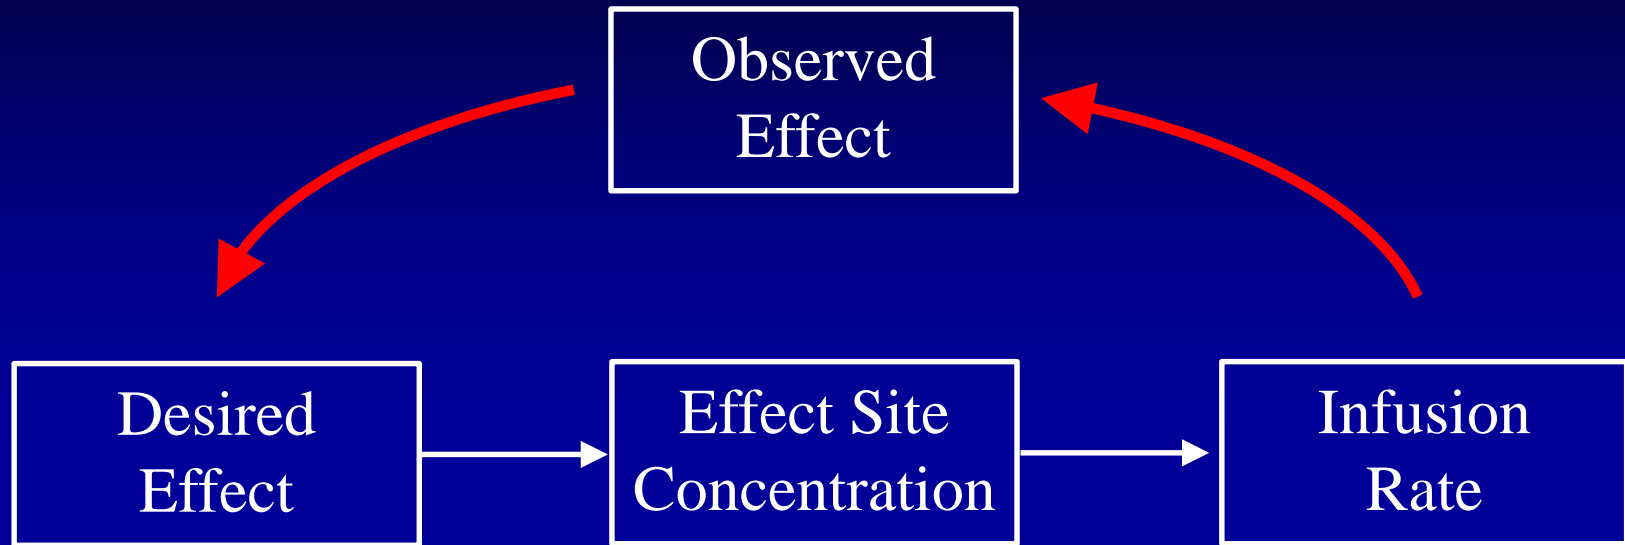 Observed
Effect
Desired
Effect
Effect Site
Concentration
Infusion
Rate